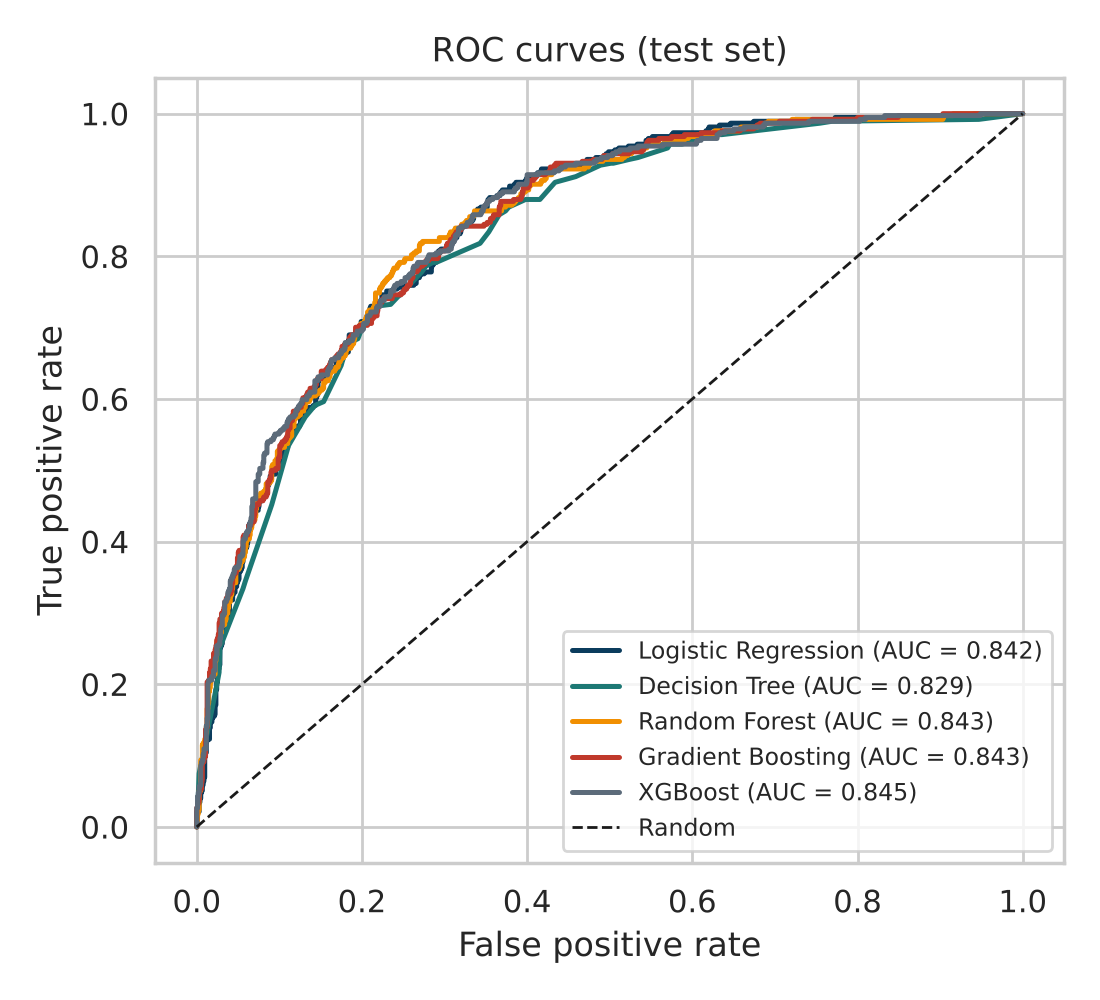 ROC curves (test set)
True positive rate
1.0
0.8
0.6
0.4
0.2
0.0
Logistic Regression (AUC = 0.842)
Decision Tree (AUC = 0.829)
Random Forest (AUC = 0.843)
Gradient Boosting (AUC = 0.843)
XGBoost (AUC = 0.845)
Random
0.0 0.2 0.4 0.6 0.8 1.0
False positive rate